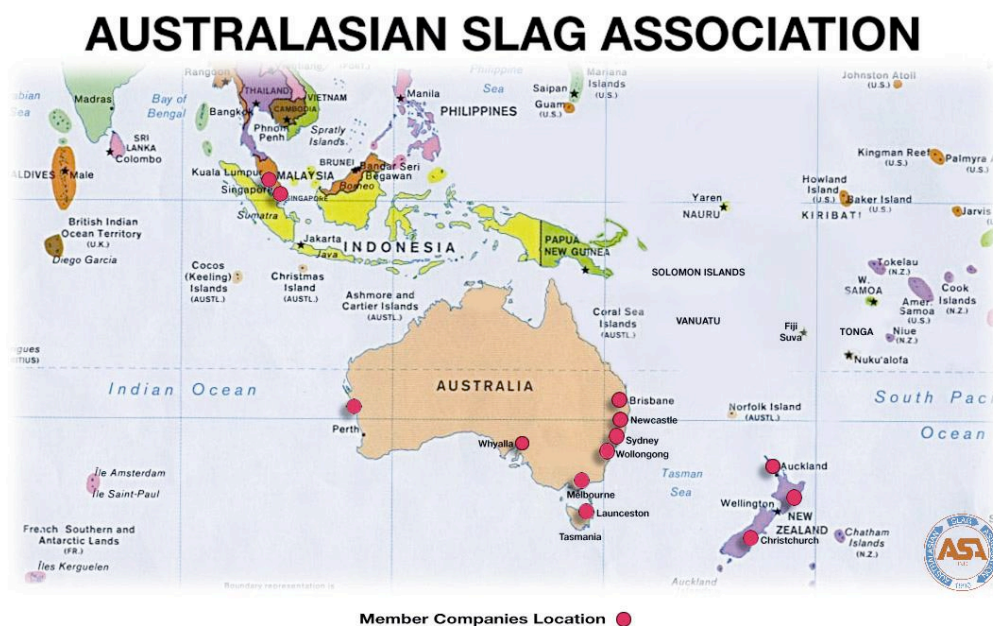 AUSTRALASIAN SLAG ASSOCIATION
Rangoon
Philippine
Sea
Mariana
Islands
(U.S.)
Johnston Atoll
(U.S.)
Madras
Bay of
Bengal
THAILAND
VIETNAM
Manila
Saipan
Guam
(U.S.)
Sea
Bangkok
CAMBODIA
PHILIPPINES
Phnom
Penh
Spratly
Islands
SRI
LANKA
Colombo
Kingman Reef
(U.S.)
Palmyra
Male
Kuala Lumpur
MALAYSIA
BRUNEI
Bandar Seri
Begawan
Borneo
Singapore
SINGAPORE
Sumatra
Yaren
NAURU
Howland
Island
(U.S.)
Baker Island
(U.S.)
KIRIBATI
Jarvis
British Indian
Ocean Territory
(U.K.)
Diego Garcia
Jakarta
Java
INDONESIA
PAPUA
NEW GUINEA
SOLOMON ISLANDS
Tokelau
(N.Z.)
W.
SAMOA
Cook
Islands
(N.Z.)
Amer.
Samoa
(U.S.)
Cocos
(Keeling)
Islands
(AUSTL.)
Christmas
Island
(AUSTL.)
Ashmore and
Cartier Islands
(AUSTL.)
Coral Sea
Islands
(AUSTL.)
VANUATU
Fiji
Suva
TONGA
Niue
(N.Z.)
Nuku'alofa
Indian Ocean
AUSTRALIA
South Paci
Ocean
Brisbane
Norfolk Island
(AUSTL.)
Newcastle
Perth
Whyalla
Sydney
Wollongong
Tasman
Sea
Auckland
Île Amsterdam
Île Saint-Paul
Melbourne
Launceston
Tasmania
Wellington
NEW
ZEALAND
Christchurch
Chatham
Islands
(N.Z.)
French Southern and
Antarctic Lands
(FR.)
Îles Kerguelen
Auckland
Boundary representation is
ASA
Member Companies Location